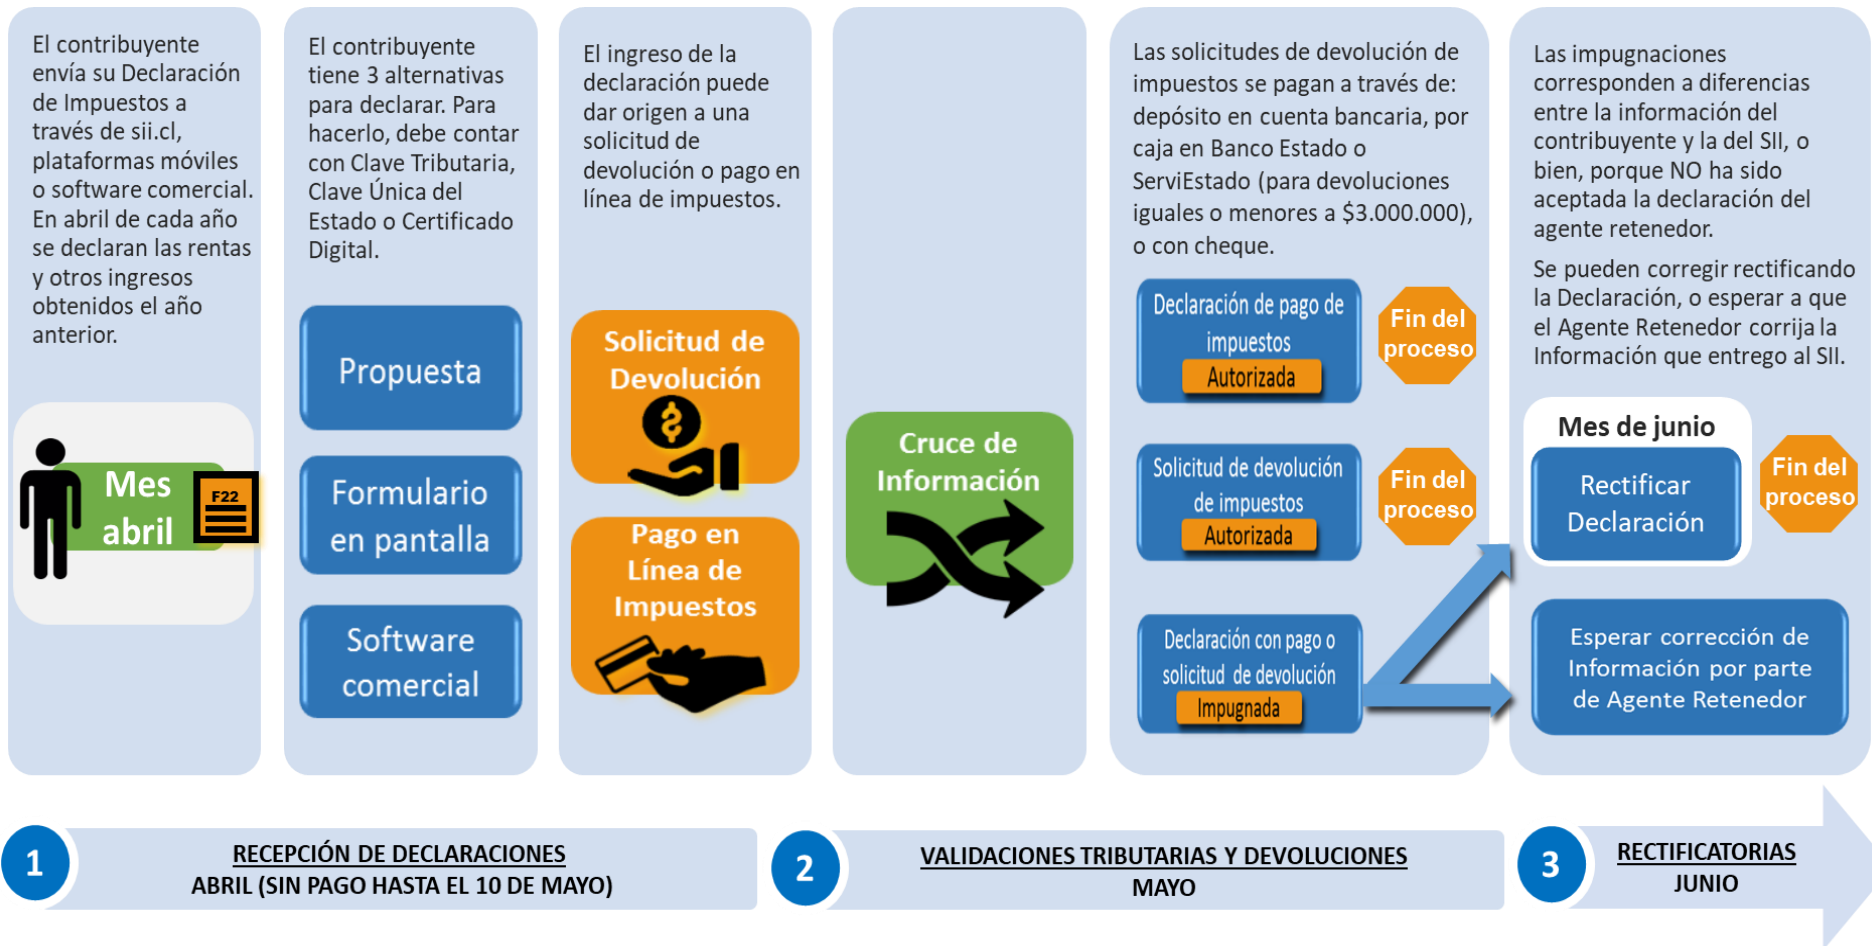 El contribuyente
envía su Declaración
de Impuestos a
través de sii.cl,
plataformas móviles
o software comercial.
En abril de cada año
se declaran las rentas
y otros ingresos
obtenidos el año
anterior.
Mes
abril
F22
El contribuyente
tiene 3 alternativas
para declarar. Para
hacerlo, debe contar
con Clave Tributaria,
Clave Única del
Estado o Certificado
Digital.
Propuesta
Formulario
en pantalla
Software
comercial
El ingreso de la
declaración puede
dar origen a una
solicitud de
devolución o pago en
línea de impuestos.
Solicitud de
Devolución
$
Pago en
Línea de
Impuestos
Cruce de
Información
Las solicitudes de devolución de
impuestos se pagan a través de:
depósito en cuenta bancaria, por
caja en Banco Estado o
ServiEstado (para devoluciones
iguales o menores a $3.000.000),
o con cheque.
Declaración de pago de
impuestos
Autorizada
Fin del
proceso
Solicitud de devolución
de impuestos
Autorizada
Fin del
proceso
Declaración con pago o
solicitud de devolución
Impugnada
Las impugnaciones
corresponden a diferencias
entre la información del
contribuyente y la del SII, o
bien, porque NO ha sido
aceptada la declaración del
agente retenedor.
Se pueden corregir rectificando
la Declaración, o esperar a que
el Agente Retenedor corrija la
Información que entrego al SII.
Mes de junio
Rectificar
Declaración
Fin del
proceso
Esperar corrección de
Información por parte
de Agente Retenedor
1
RECEPCIÓN DE DECLARACIONES
ABRIL (SIN PAGO HASTA EL 10 DE MAYO)
2
VALIDACIONES TRIBUTARIAS Y DEVOLUCIONES
MAYO
3
RECTIFICATORIAS
JUNIO